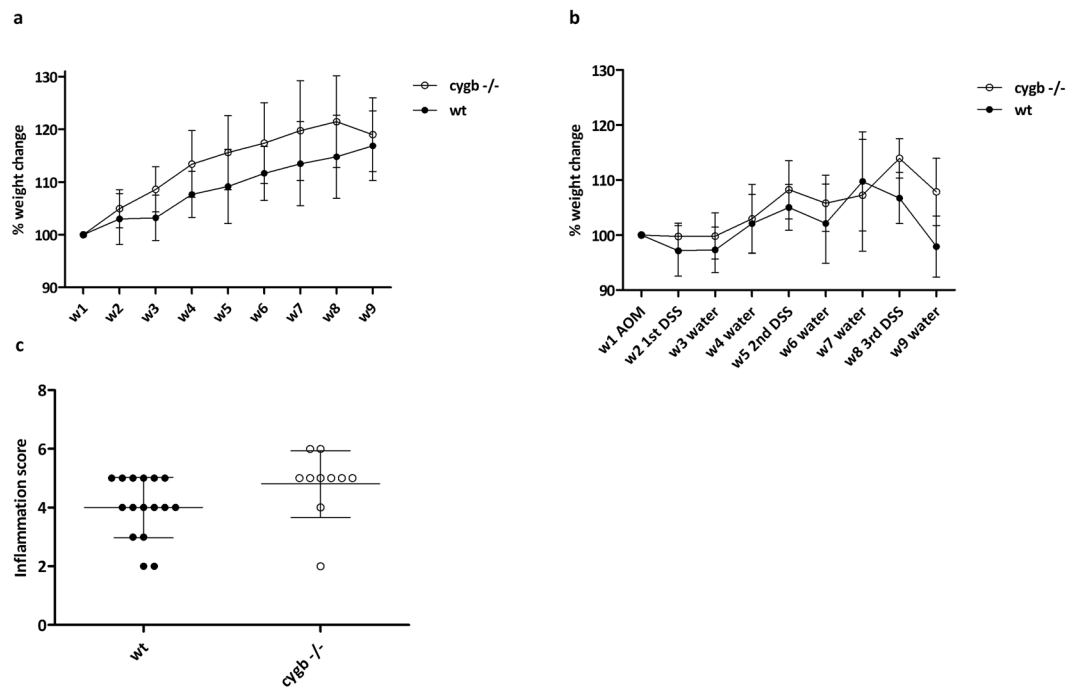 a
% weight change
130
120
110
100
90
w1
w2
w3
w4
w5
w6
w7
w8
w9
cygb -/-
wt
b
% weight change
130
120
110
100
90
w1 AOM
w2 1st DSS
w3 water
w4 water
w5 2nd DSS
w6 water
w7 water
w8 3rd DSS
w9 water
cygb -/-
wt
c
Inflammation score
8
6
4
2
0
wt
cygb -/-